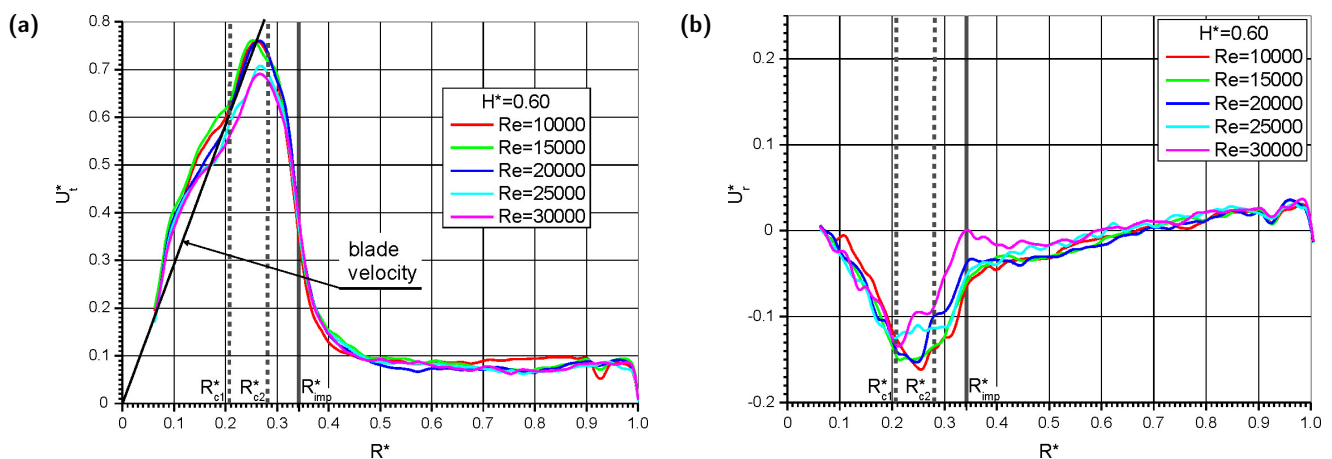 (a)
0.8
0.7
0.6
0.5
0.4
0.3
0.2
0.1
0
U*t
H*=0.60
Re=10000
Re=15000
Re=20000
Re=25000
Re=30000
blade
velocity
R*c1 R*c2 R*imp
0 0.1 0.2 0.3 0.4 0.5 0.6 0.7 0.8 0.9 1.0
R*
(b)
0.2
0.1
0
-0.1
-0.2
U*r
H*=0.60
Re=10000
Re=15000
Re=20000
Re=25000
Re=30000
R*c1 R*c2 R*imp
0 0.1 0.2 0.3 0.4 0.5 0.6 0.7 0.8 0.9 1.0
R*